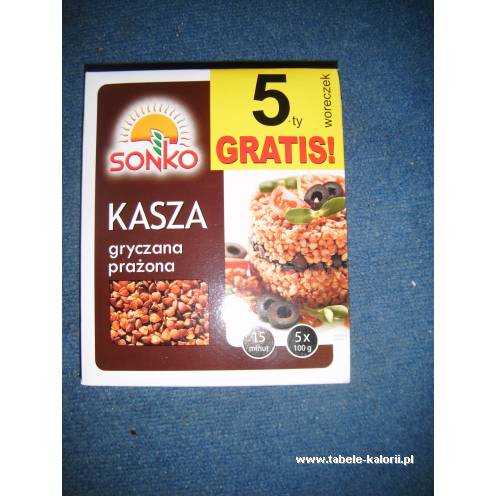 5
-ty
woreczek
GRATIS!
SONKO
KASZA
gryczana
prażona
15
minut
5x
100 g
www.tabele-kalorii.pl